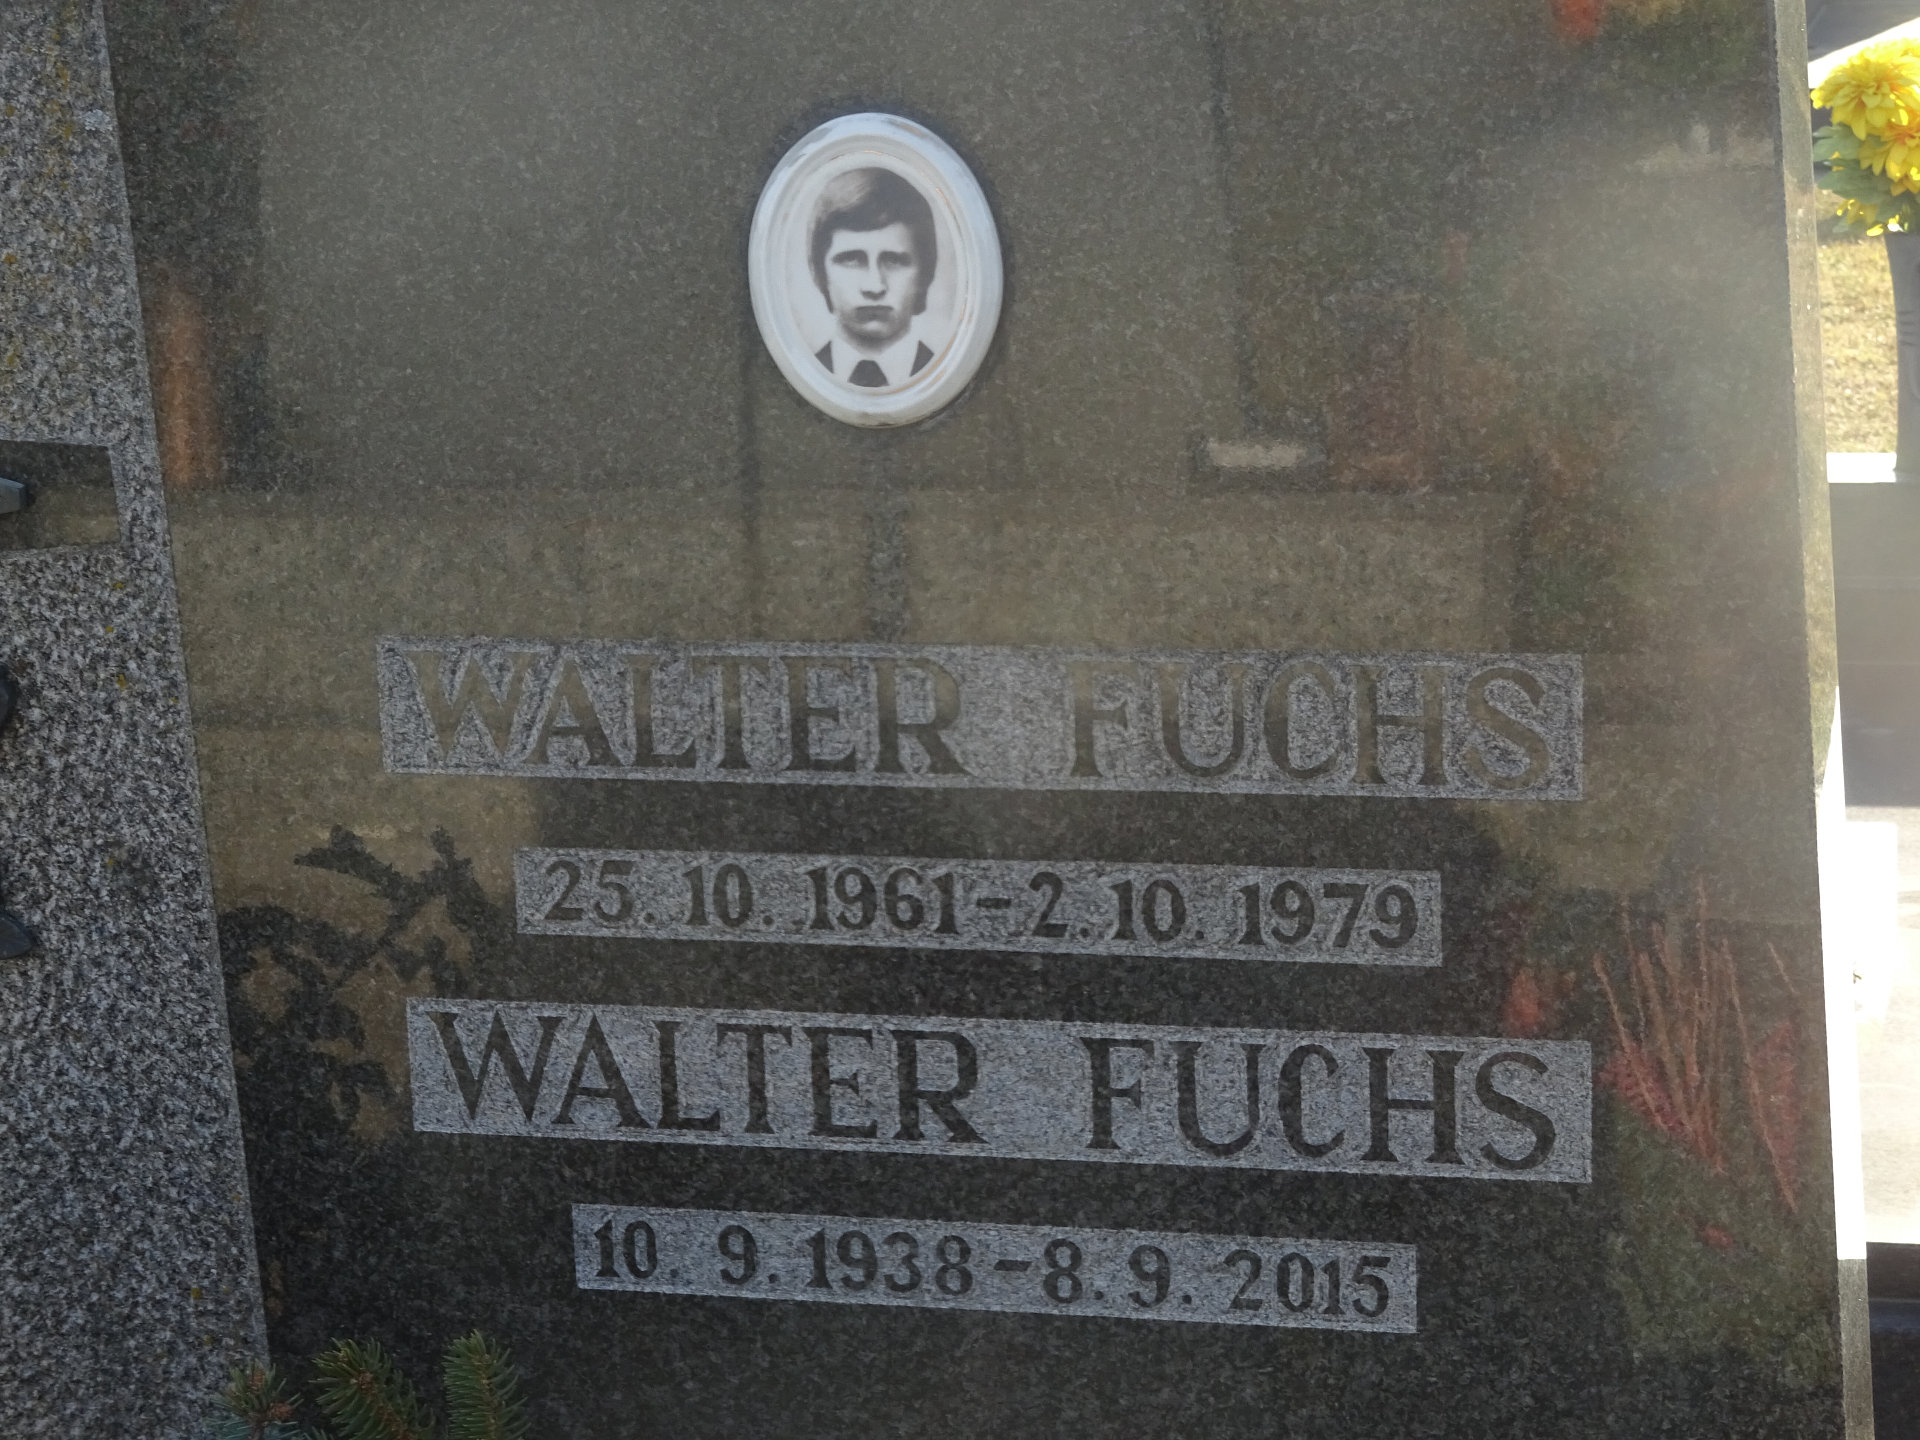 WALTER FUCHS
25. 10. 1961 – 2. 10. 1979
WALTER FUCHS
10. 9. 1938 – 8. 9. 2015